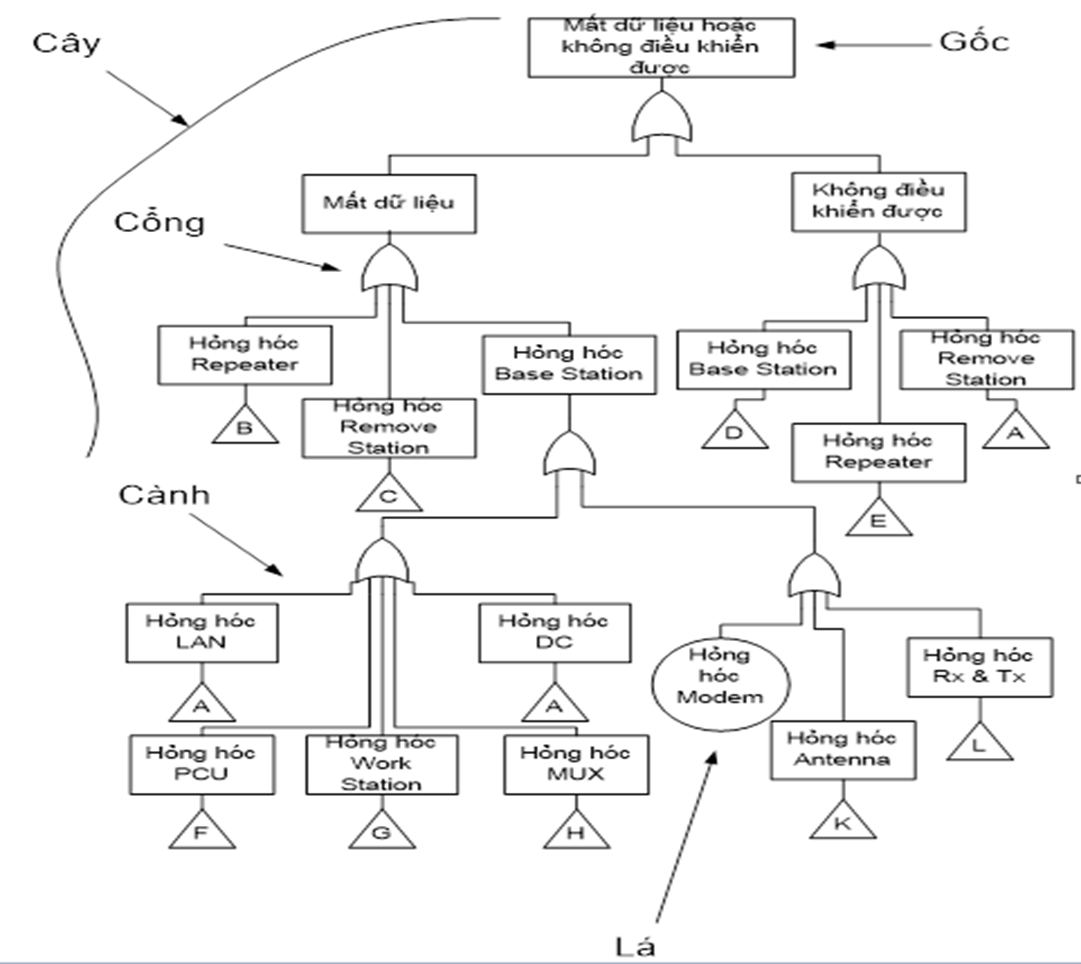 Mất dữ liệu hoặc
không điều khiển
được
Cây
Gốc
Mất dữ liệu
Không điều
khiển được
Cổng
Hỏng hóc
Repeater
Hỏng hóc
Base Station
Hỏng hóc
Base Station
Hỏng hóc
Remove
Station
B
Hỏng hóc
Remove
Station
D
A
Hỏng hóc
Repeater
C
E
Cành
Hỏng hóc
LAN
Hỏng hóc
DC
Hỏng
hóc
Modem
Hỏng hóc
Rx & Tx
A
A
L
Hỏng hóc
PCU
Hỏng hóc
Work
Station
Hỏng hóc
MUX
Hỏng hóc
Antenna
F
G
H
K
Lá